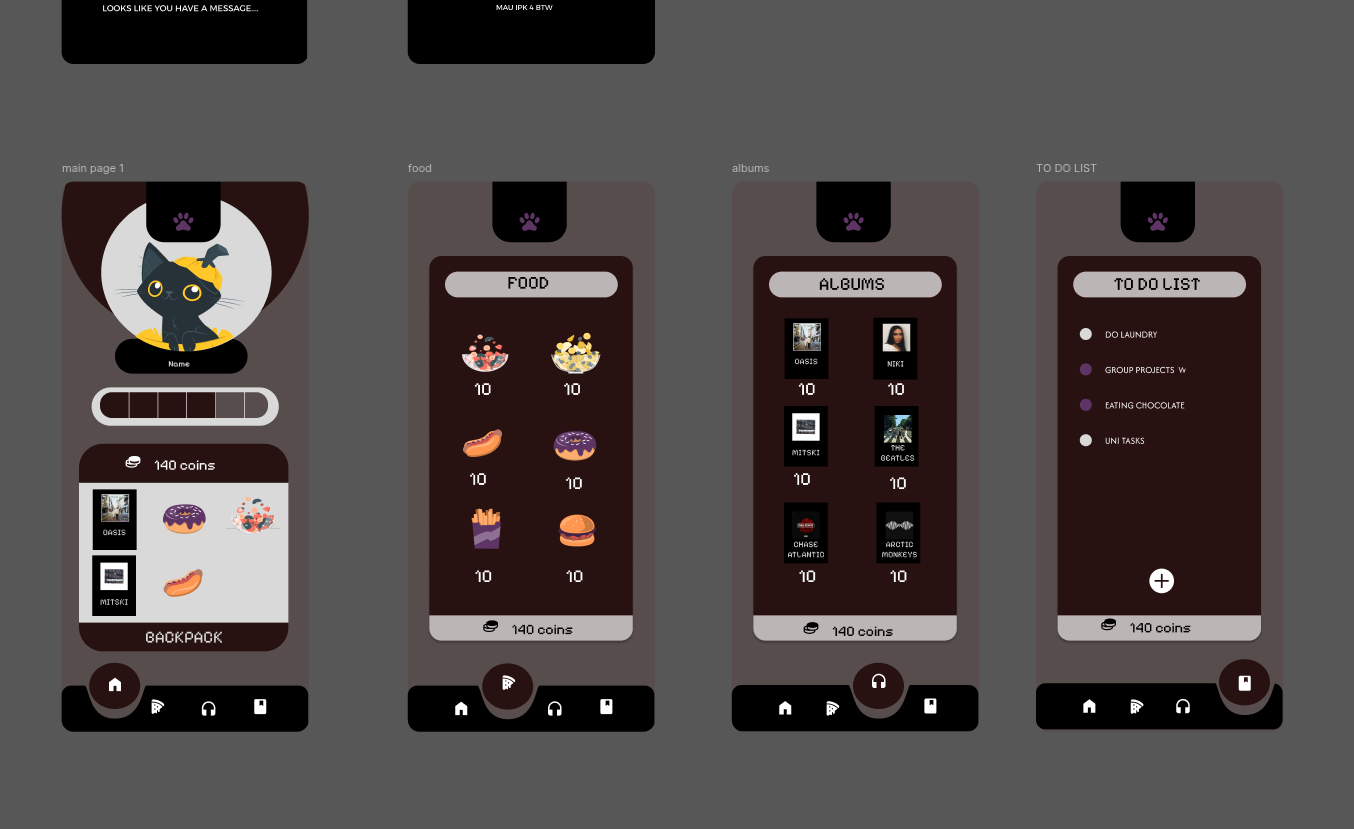 LOOKS LIKE YOU HAVE A MESSAGE...
MAU IPK 4 BTW
main page 1
Name
140 coins
OASIS
MITSKI
BACKPACK
food
FOOD
10
10
10
10
10
10
140 coins
albums
ALBUMS
OASIS
NIKI
10
10
MITSKI
THE
BEATLES
10
10
CHASE
ATLANTIC
ARCTIC
MONKEYS
10
10
140 coins
TO DO LIST
TO DO LIST
DO LAUNDRY
GROUP PROJECTS W
EATING CHOCOLATE
UNI TASKS
140 coins